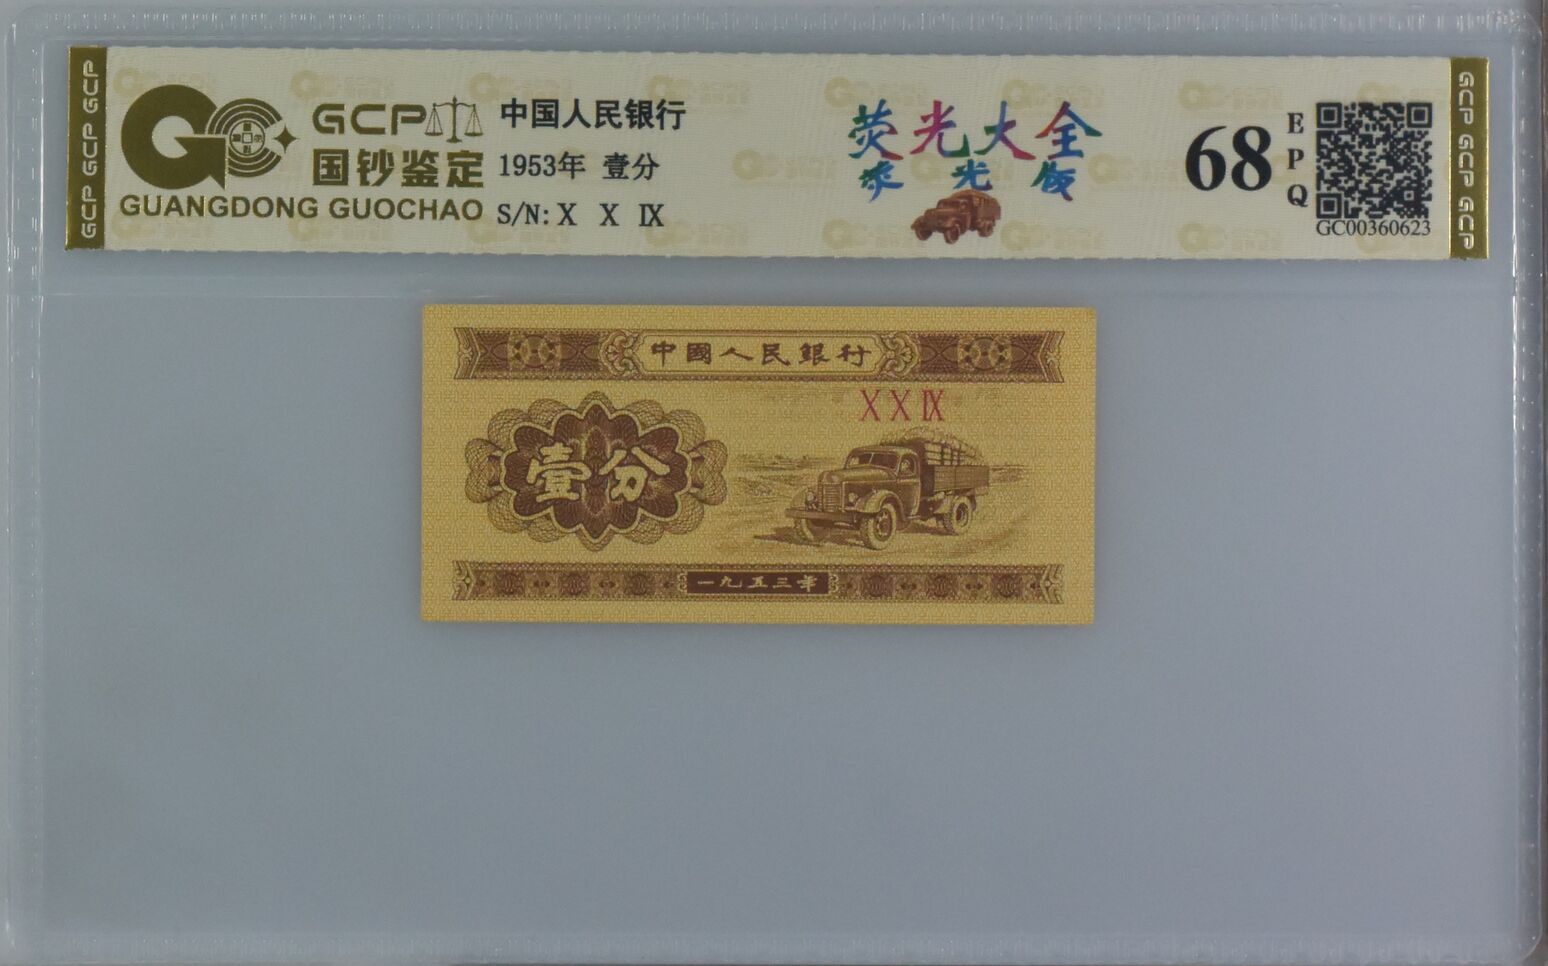 GCP GCP GCP
GCP
国钞鉴定
GUANGDONG GUOCHAO
中国人民银行
1953年 壹分
S/N: X X IX
荧光大全
荧光版
68
E
P
Q
GC00360623
GCP GCP GCP
中國人民銀行
XXIX
壹分
一九五三年